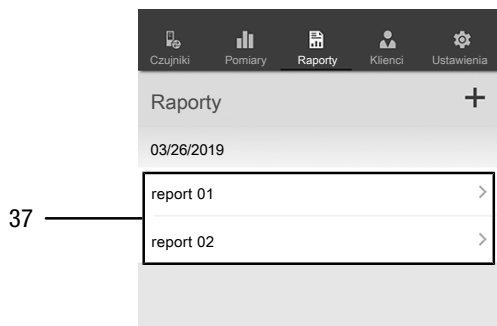 Czujniki Pomiary Raporty Klienci Ustawienia
Raporty
03/26/2019
report 01
37
report 02